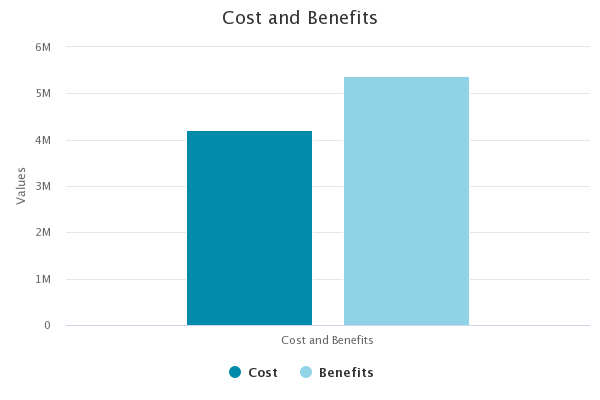 Cost and Benefits
6M
5M
4M
3M
2M
1M
0
Values
Cost and Benefits
Cost
Benefits